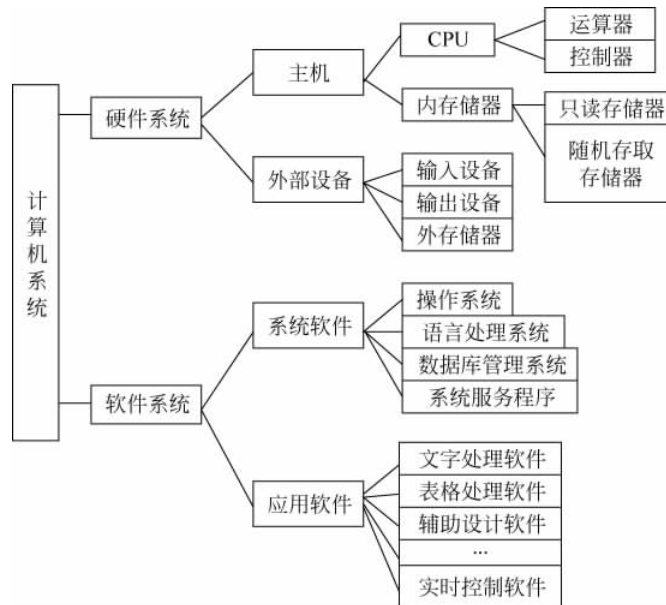 计算机系统
硬件系统
主机
CPU
运算器
控制器
内存储器
只读存储器
随机存取
存储器
外部设备
输入设备
输出设备
外存储器
软件系统
系统软件
操作系统
语言处理系统
数据库管理系统
系统服务程序
应用软件
文字处理软件
表格处理软件
辅助设计软件
…
实时控制软件